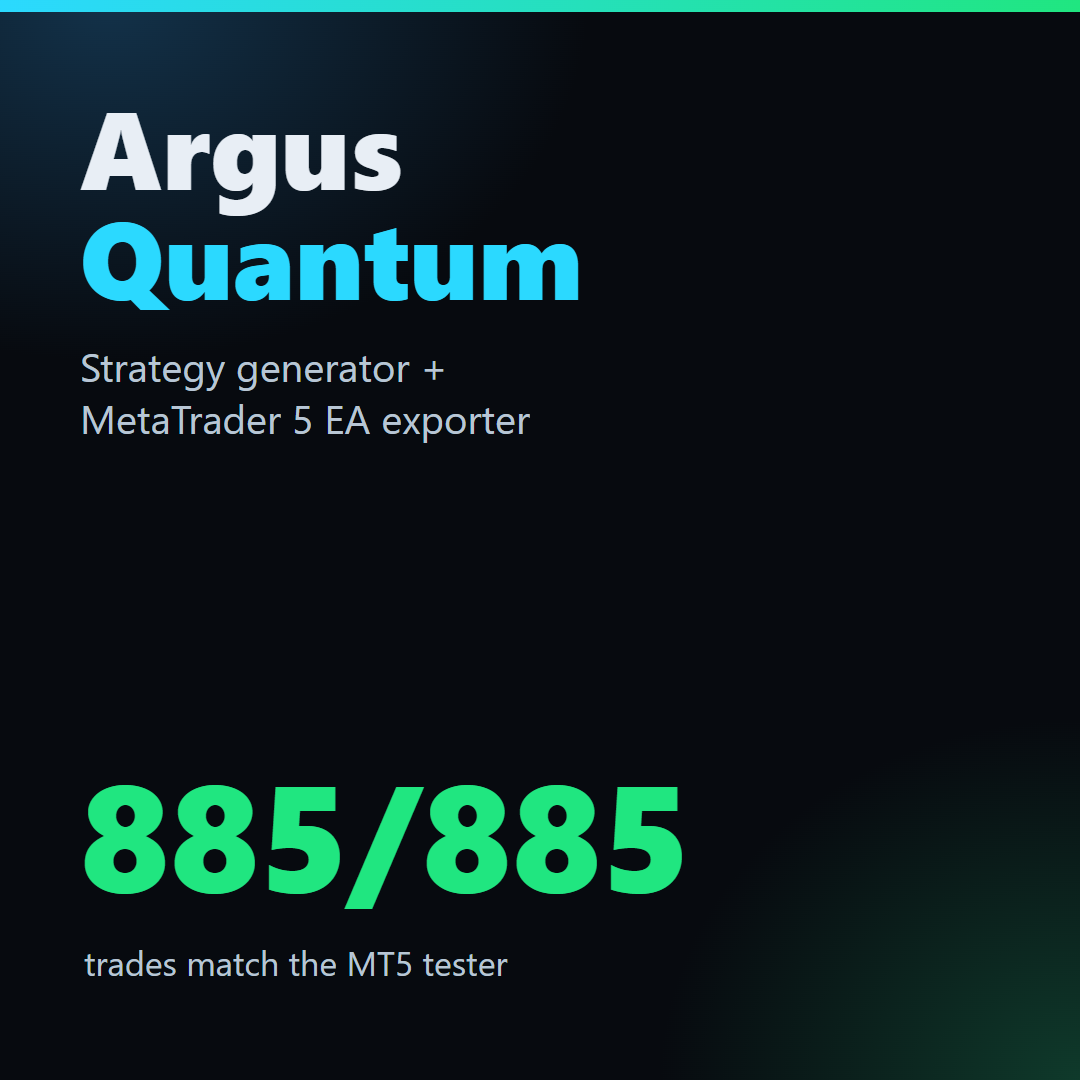 Argus
Quantum
Strategy generator +
MetaTrader 5 EA exporter
885/885
trades match the MT5 tester